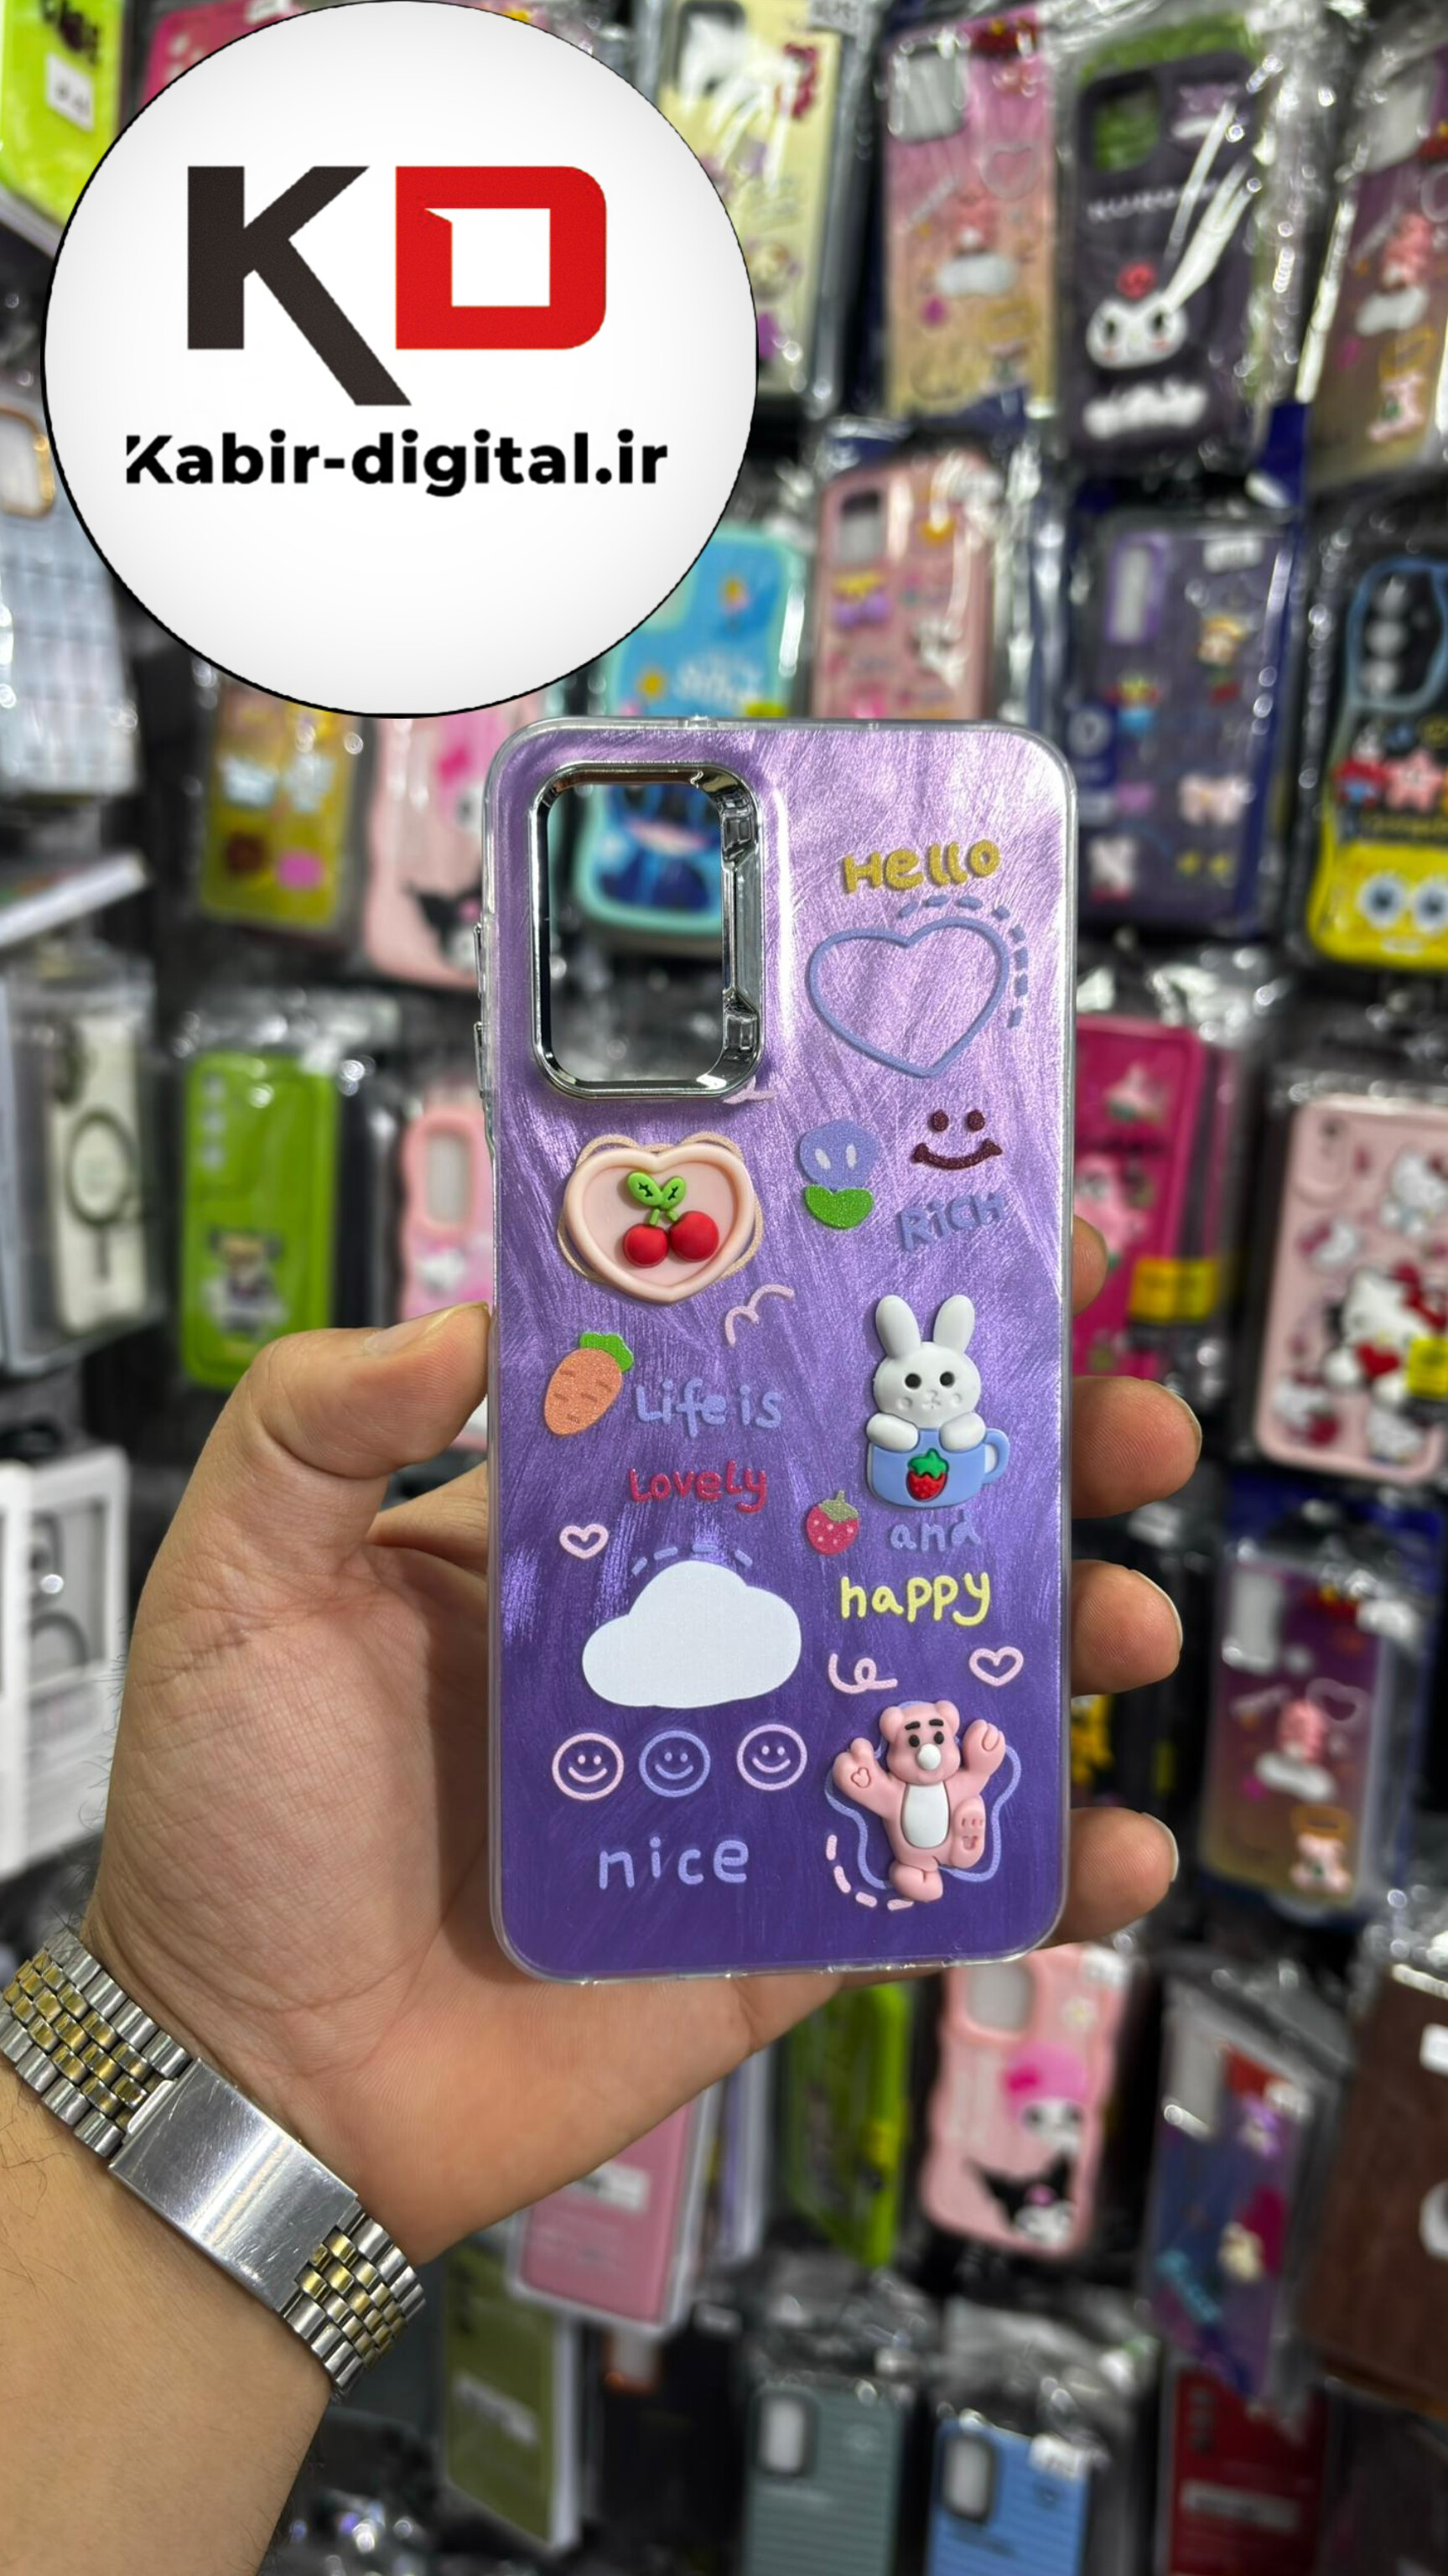 KD
Kabir-digital.ir
Hello
RiCH
Life is
Lovely
and
happy
nice